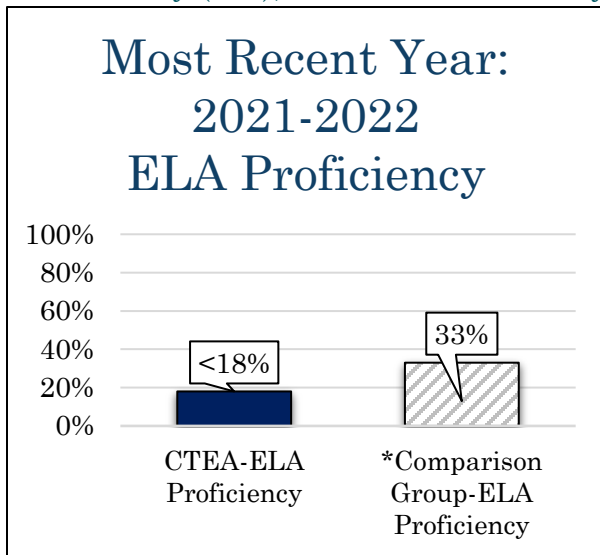 Most Recent Year:
2021-2022
ELA Proficiency
100%
80%
60%
40%
20%
0%
<18%
33%
CTEA-ELA
Proficiency
*Comparison
Group-ELA
Proficiency